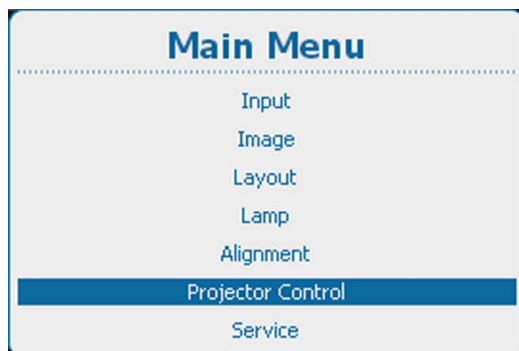 Main Menu
Input
Image
Layout
Lamp
Alignment
Projector Control
Service